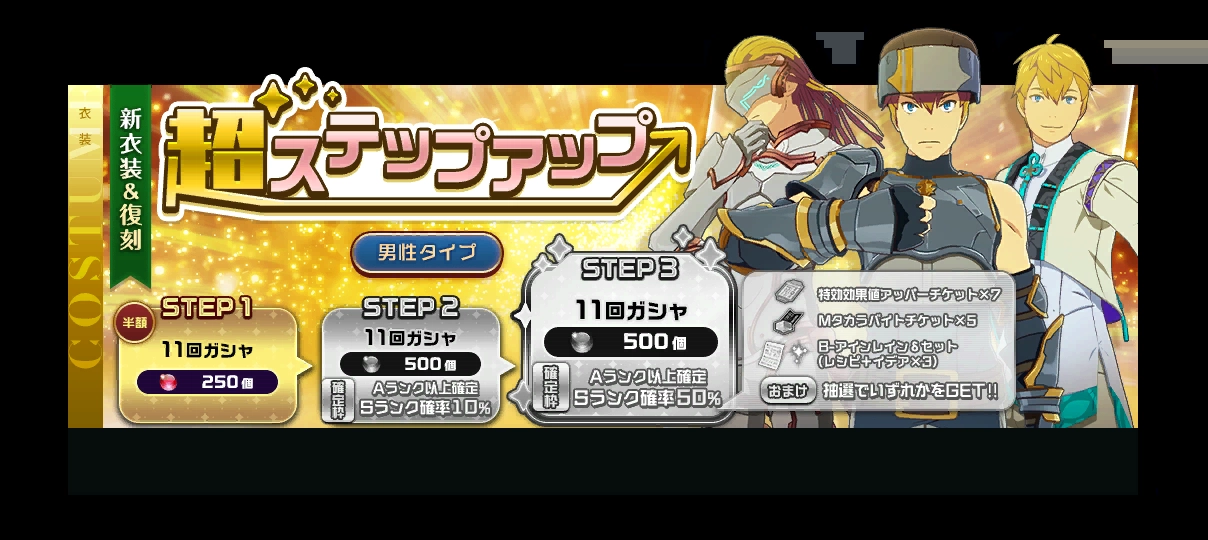 衣装
COSTU
新衣装&復刻
超ステップアップ
男性タイプ
STEP 1
半額
11回ガシャ
250個
STEP 2
11回ガシャ
500個
確定枠
Aランク以上確定
Sランク確率10%
STEP 3
11回ガシャ
500個
確定枠
Aランク以上確定
Sランク確率50%
特効効果値アッパーチケット×7
Mタカラバイトチケット×5
B-アインレイン&セット
(レシピ+イデア×3)
おまけ
抽選でいずれかをGET!!